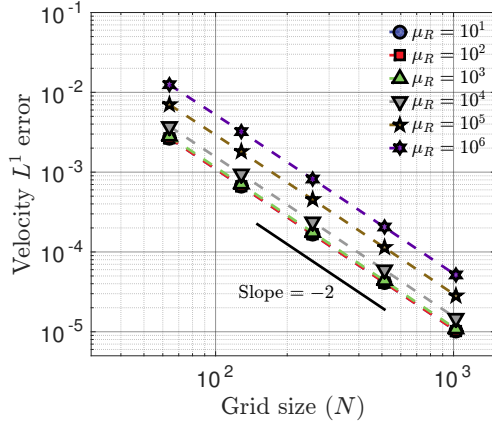 10^{-1}
10^{-2}
10^{-3}
10^{-4}
10^{-5}
Velocity L^1 error
μ_R = 10^1
μ_R = 10^2
μ_R = 10^3
μ_R = 10^4
μ_R = 10^5
μ_R = 10^6
Slope = −2
10^2
10^3
Grid size (N)